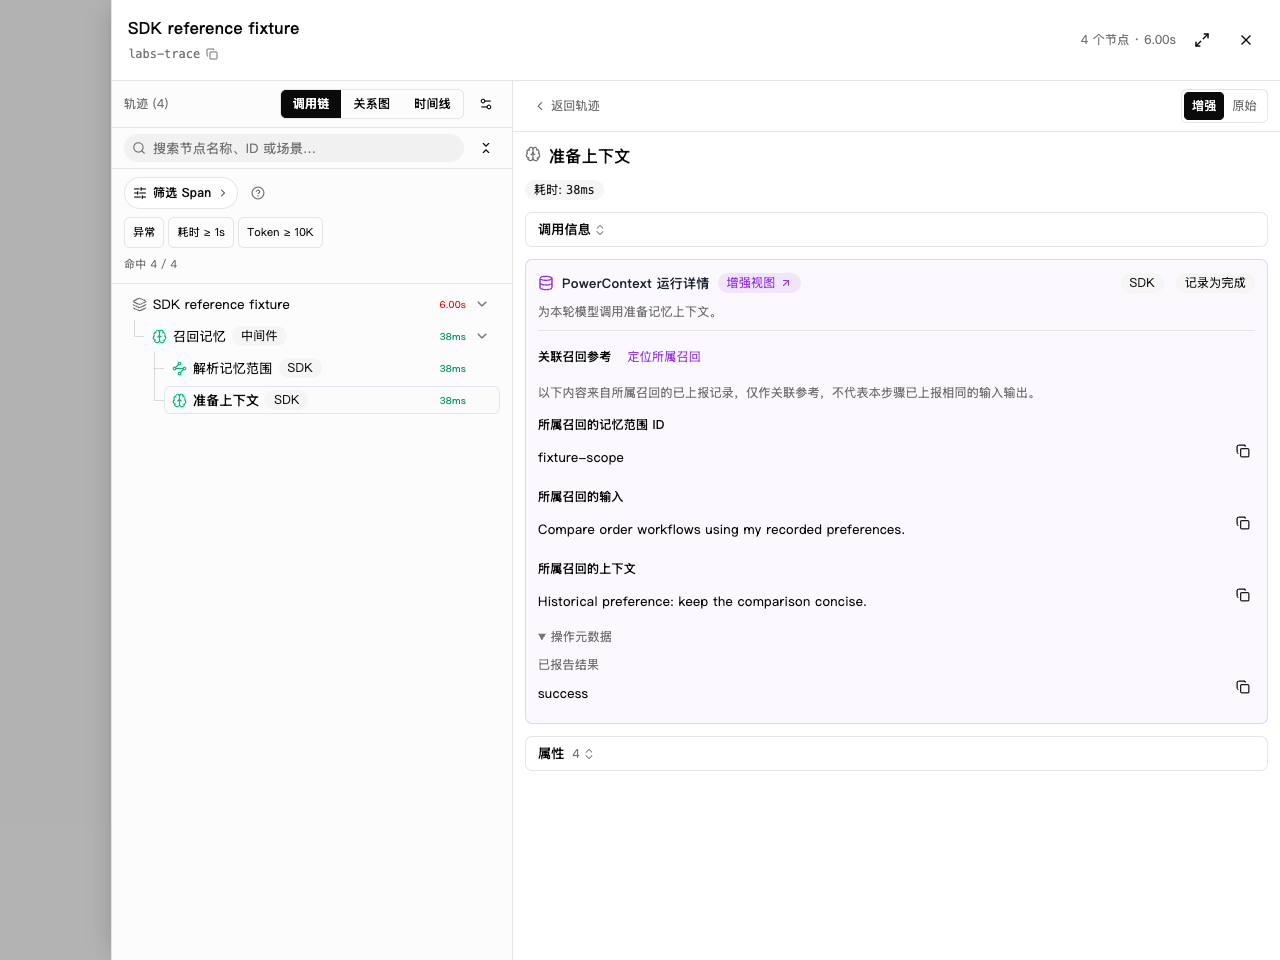 SDK reference fixture
labs-trace
4 个节点 · 6.00s
轨迹 (4)
调用链
关系图
时间线
返回轨迹
增强
原始
搜索节点名称、ID 或场景...
筛选 Span
异常
耗时 ≥ 1s
Token ≥ 10K
命中 4 / 4
SDK reference fixture
6.00s
召回记忆
中间件
38ms
解析记忆范围
SDK
38ms
准备上下文
SDK
38ms
准备上下文
耗时: 38ms
调用信息
PowerContext 运行详情
增强视图
SDK
记录为完成
为本轮模型调用准备记忆上下文。
关联召回参考
定位所属召回
以下内容来自所属召回的已上报记录，仅作关联参考，不代表本步骤已上报相同的输入输出。
所属召回的记忆范围 ID
fixture-scope
所属召回的输入
Compare order workflows using my recorded preferences.
所属召回的上下文
Historical preference: keep the comparison concise.
操作元数据
已报告结果
success
属性 4